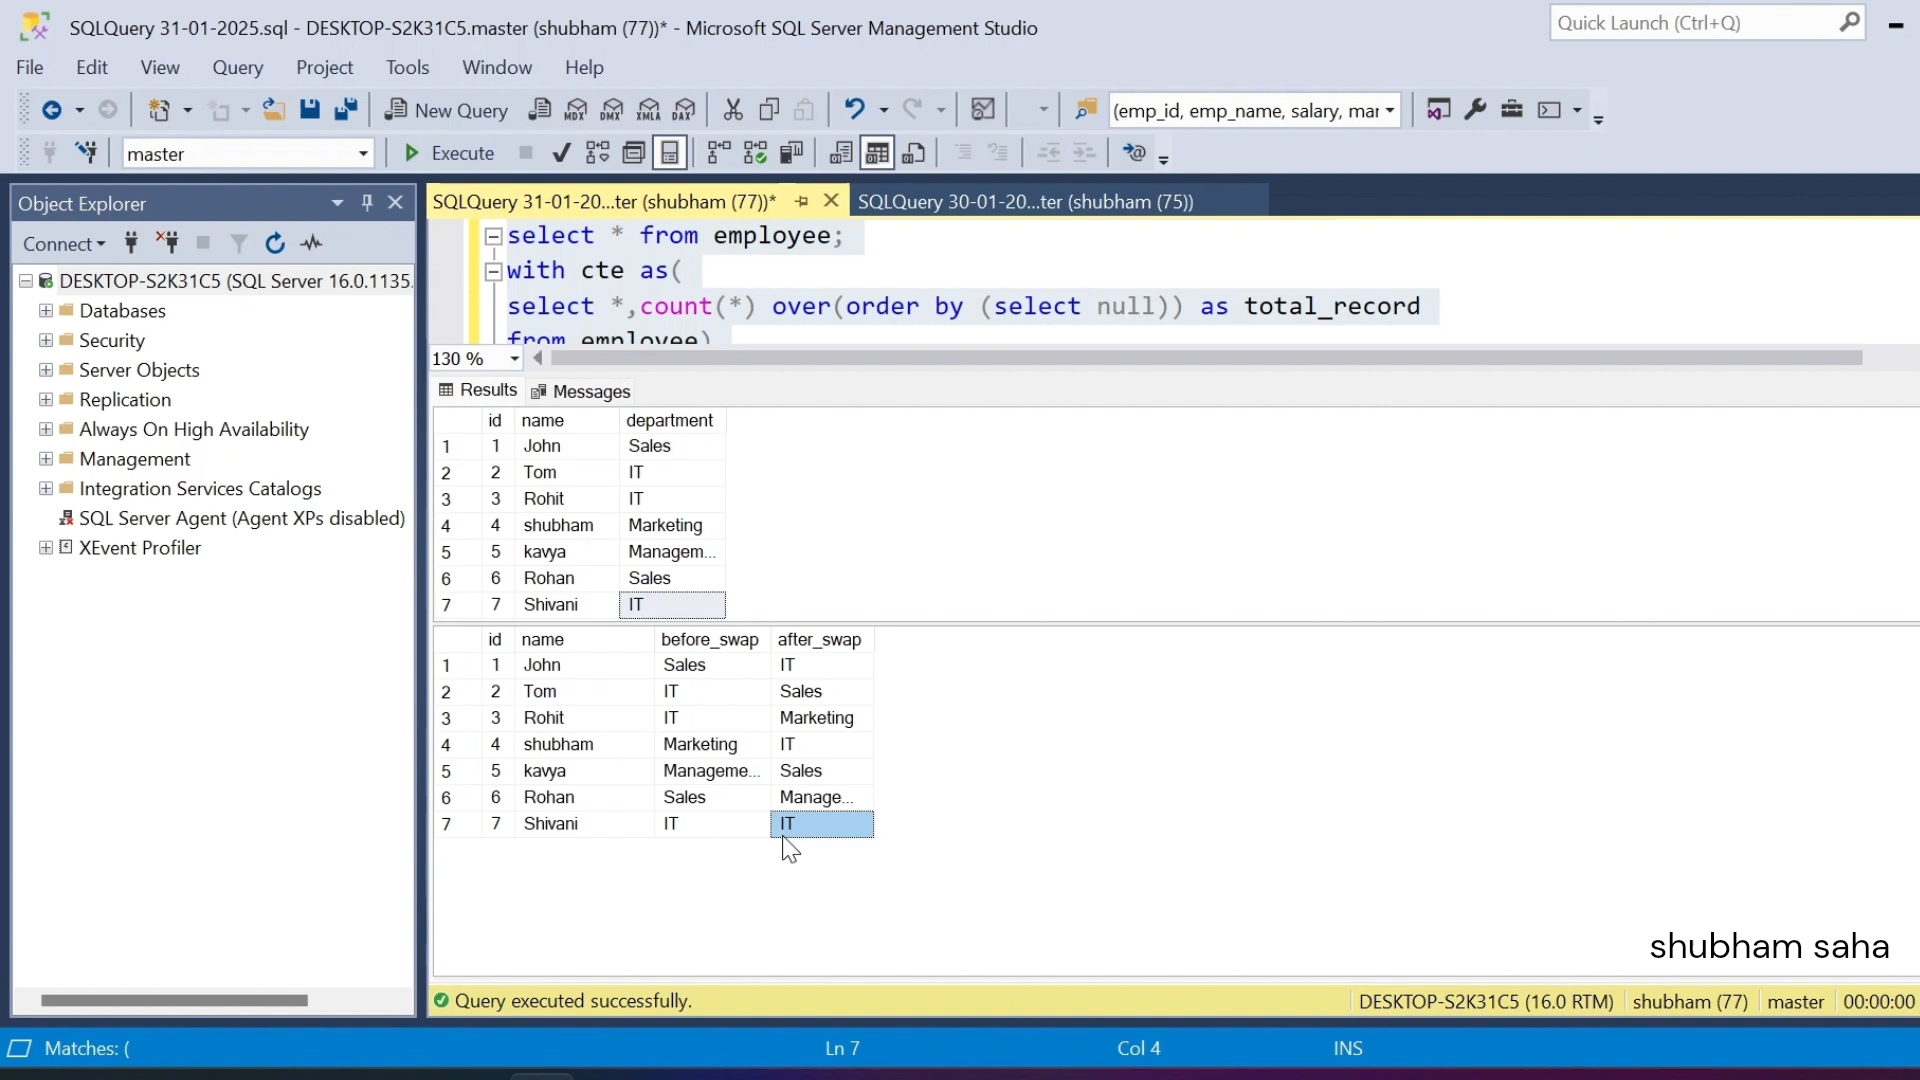 SQLQuery 31-01-2025.sql - DESKTOP-S2K31C5.master (shubham (77))* - Microsoft SQL Server Management Studio
Quick Launch (Ctrl+Q)
File Edit View Query Project Tools Window Help
New Query MDX DMX XMLA DAX (emp_id, emp_name, salary, mar
master Execute
Object Explorer
SQLQuery 31-01-20...ter (shubham (77))* SQLQuery 30-01-20...ter (shubham (75))
Connect
DESKTOP-S2K31C5 (SQL Server 16.0.1135.
Databases
Security
Server Objects
Replication
Always On High Availability
Management
Integration Services Catalogs
SQL Server Agent (Agent XPs disabled)
XEvent Profiler
select * from employee;
with cte as(
select *,count(*) over(order by (select null)) as total_record
from employee)
130 %
Results Messages
id name department
1 1 John Sales
2 2 Tom IT
3 3 Rohit IT
4 4 shubham Marketing
5 5 kavya Managem...
6 6 Rohan Sales
7 7 Shivani IT
id name before_swap after_swap
1 1 John Sales IT
2 2 Tom IT Sales
3 3 Rohit IT Marketing
4 4 shubham Marketing IT
5 5 kavya Manageme... Sales
6 6 Rohan Sales Manage...
7 7 Shivani IT IT
shubham saha
Query executed successfully.
DESKTOP-S2K31C5 (16.0 RTM) shubham (77) master 00:00:00
Matches: ( Ln 7 Col 4 INS